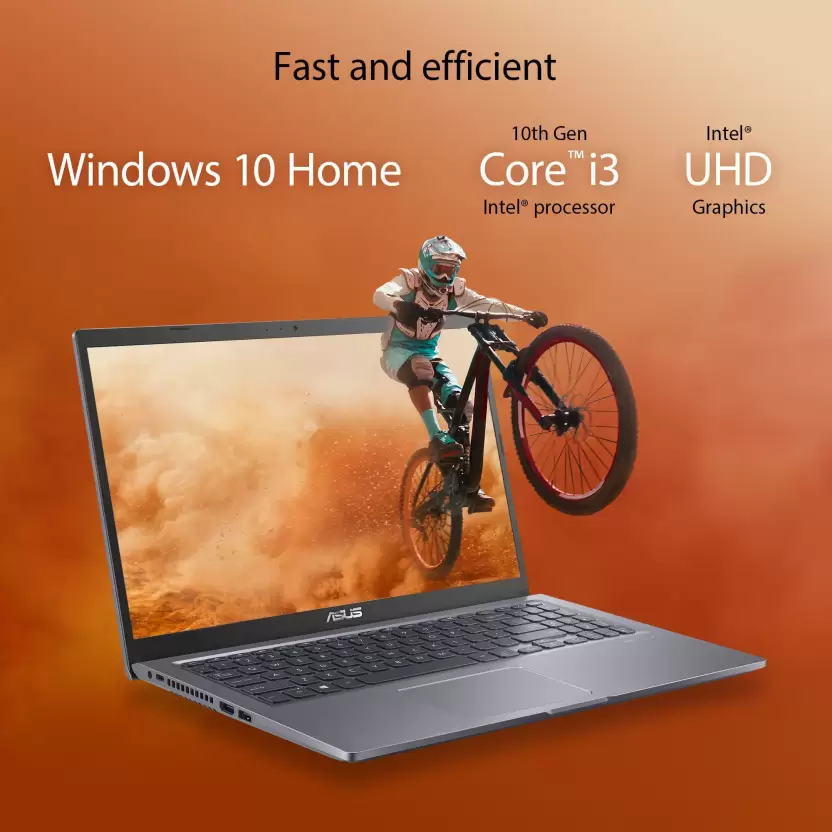 Fast and efficient
Windows 10 Home
10th Gen
Core™ i3
Intel® processor
Intel®
UHD
Graphics
ASUS